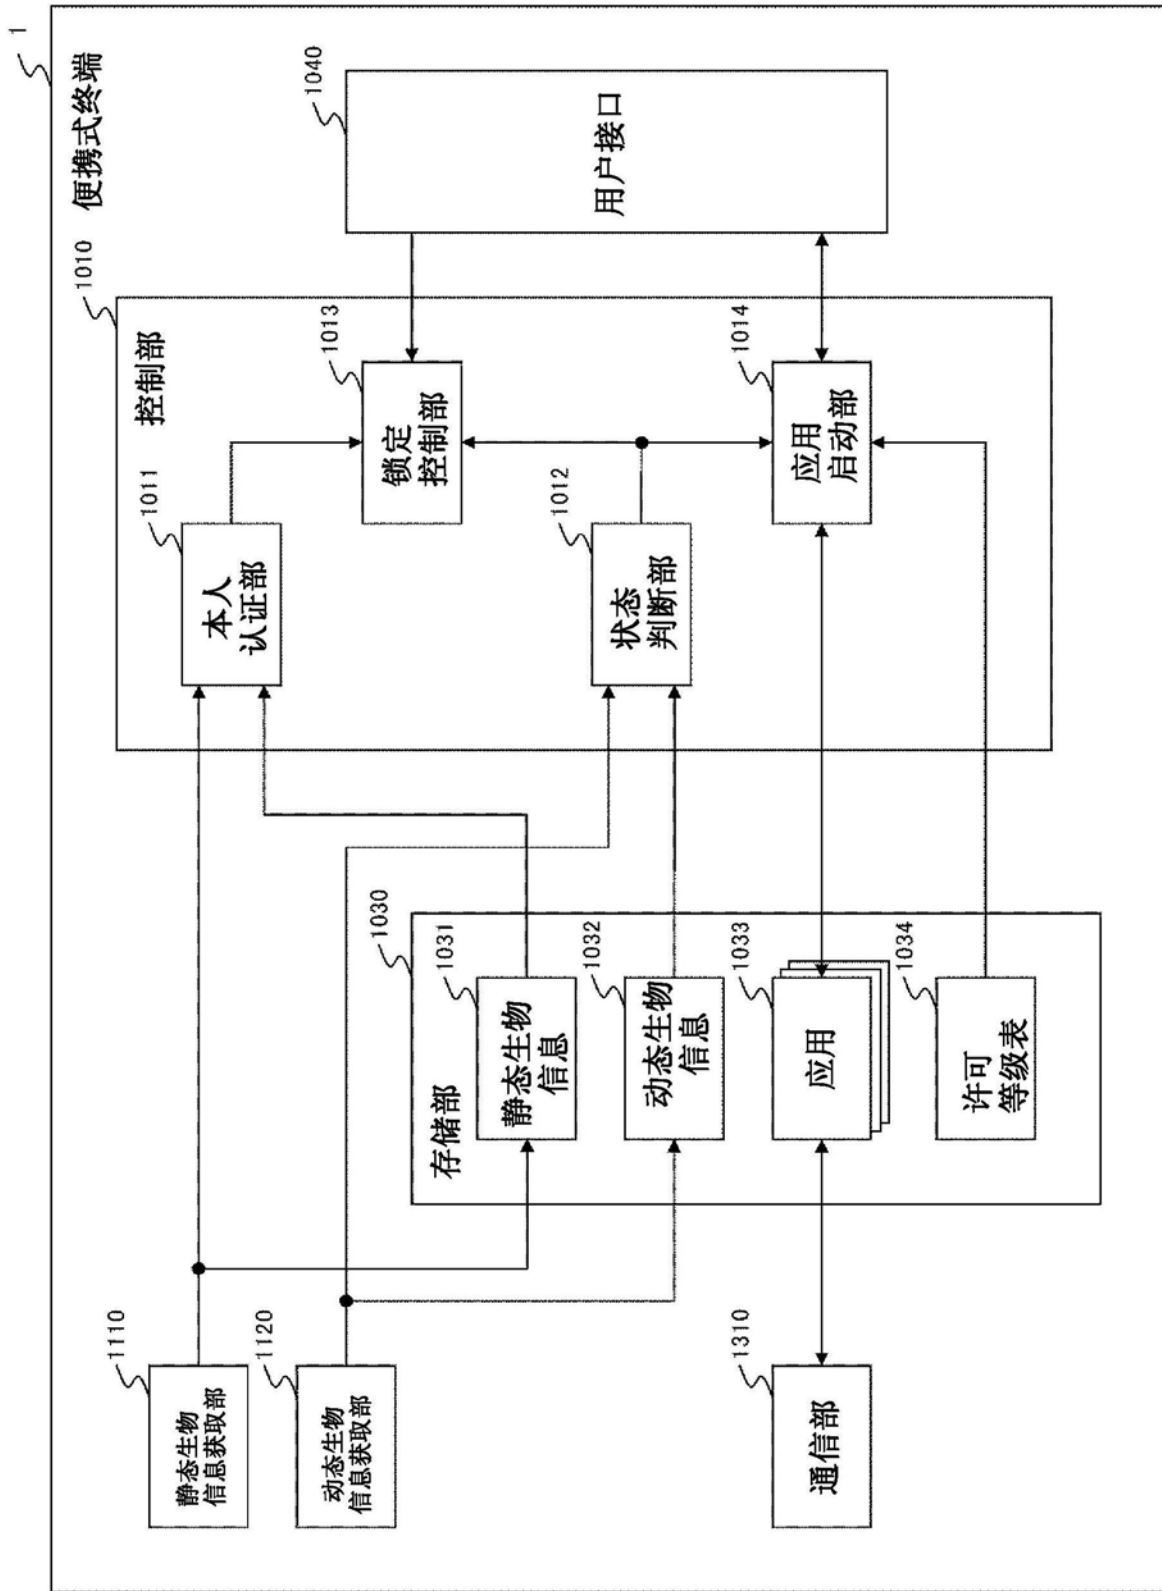 1
便携式终端
1110
静态生物
信息获取部
1120
动态生物
信息获取部
1310
通信部
1030
存储部
1031
静态生物
信息
1032
动态生物
信息
1033
应用
1034
许可
等级表
1010
控制部
1011
本人
认证部
1012
状态
判断部
1013
锁定
控制部
1014
应用
启动部
1040
用户接口